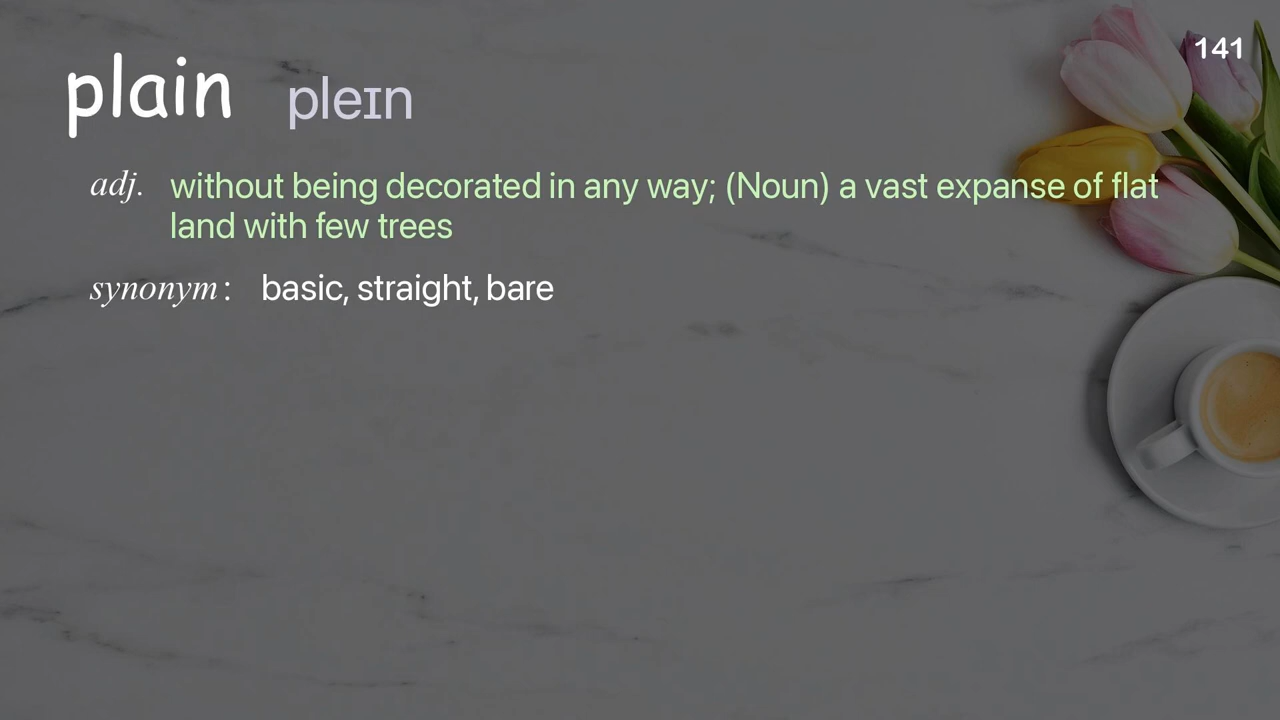 141
plain pleɪn
adj. without being decorated in any way; (Noun) a vast expanse of flat
land with few trees
synonym: basic, straight, bare